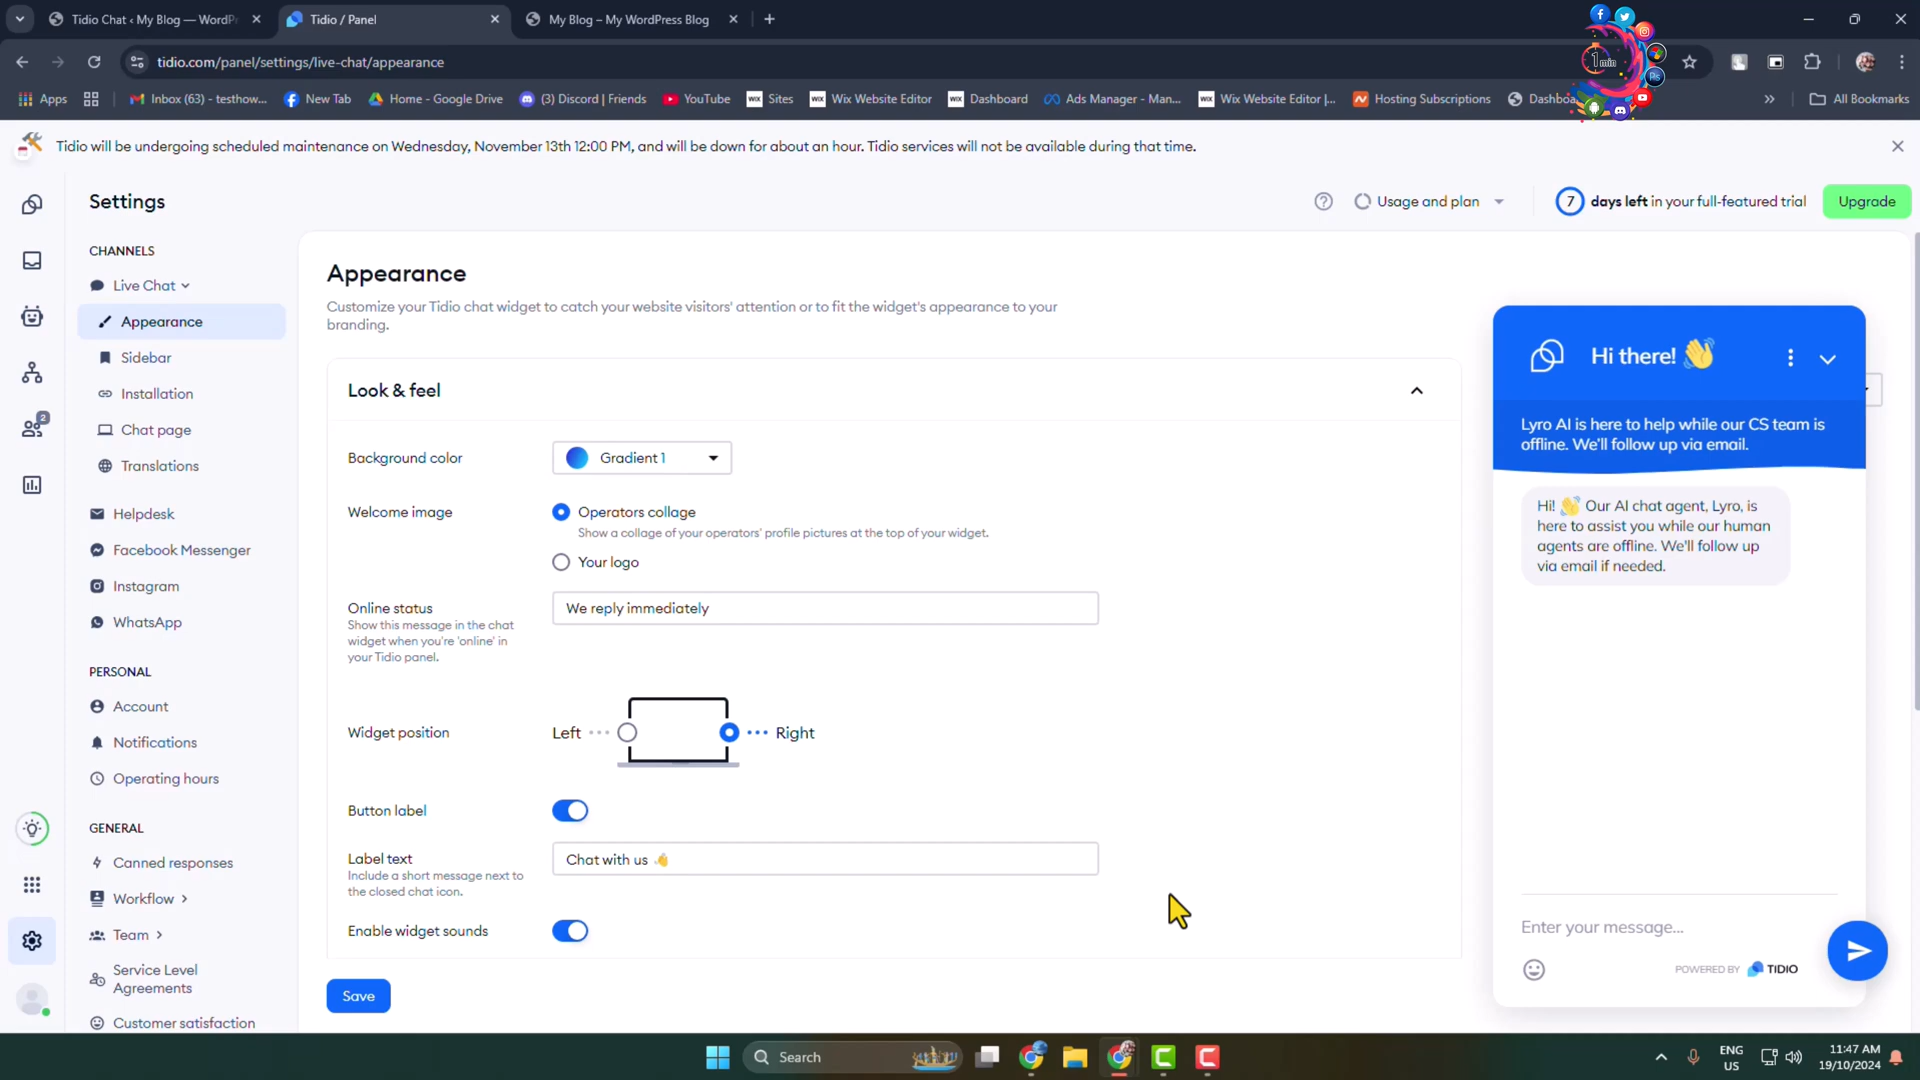 Tidio Chat ‹ My Blog — WordPr
Tidio / Panel
My Blog – My WordPress Blog
tidio.com/panel/settings/live-chat/appearance
1min
Apps
Inbox (63) - testhow...
New Tab
Home - Google Drive
(3) Discord | Friends
YouTube
Sites
Wix Website Editor
Dashboard
Ads Manager - Man...
Wix Website Editor |...
Hosting Subscriptions
Dashboa
All Bookmarks
Tidio will be undergoing scheduled maintenance on Wednesday, November 13th 12:00 PM, and will be down for about an hour. Tidio services will not be available during that time.
Settings
Usage and plan
7 days left in your full-featured trial
Upgrade
CHANNELS
Live Chat
Appearance
Sidebar
Installation
Chat page
Translations
2
Helpdesk
Facebook Messenger
Instagram
WhatsApp
PERSONAL
Account
Notifications
Operating hours
GENERAL
Canned responses
Workflow
Team
Service Level
Agreements
Customer satisfaction
Appearance
Customize your Tidio chat widget to catch your website visitors' attention or to fit the widget's appearance to your
branding.
Look & feel
Background color
Gradient 1
Welcome image
Operators collage
Show a collage of your operators' profile pictures at the top of your widget.
Your logo
Online status
Show this message in the chat
widget when you're 'online' in
your Tidio panel.
We reply immediately
Widget position
Left
Right
Button label
Label text
Include a short message next to
the closed chat icon.
Chat with us 👋
Enable widget sounds
Save
Hi there! 👋
Lyro AI is here to help while our CS team is
offline. We'll follow up via email.
Hi! 👋 Our AI chat agent, Lyro, is
here to assist you while our human
agents are offline. We'll follow up
via email if needed.
Enter your message...
POWERED BY TIDIO
Search
ENG
US
11:47 AM
19/10/2024